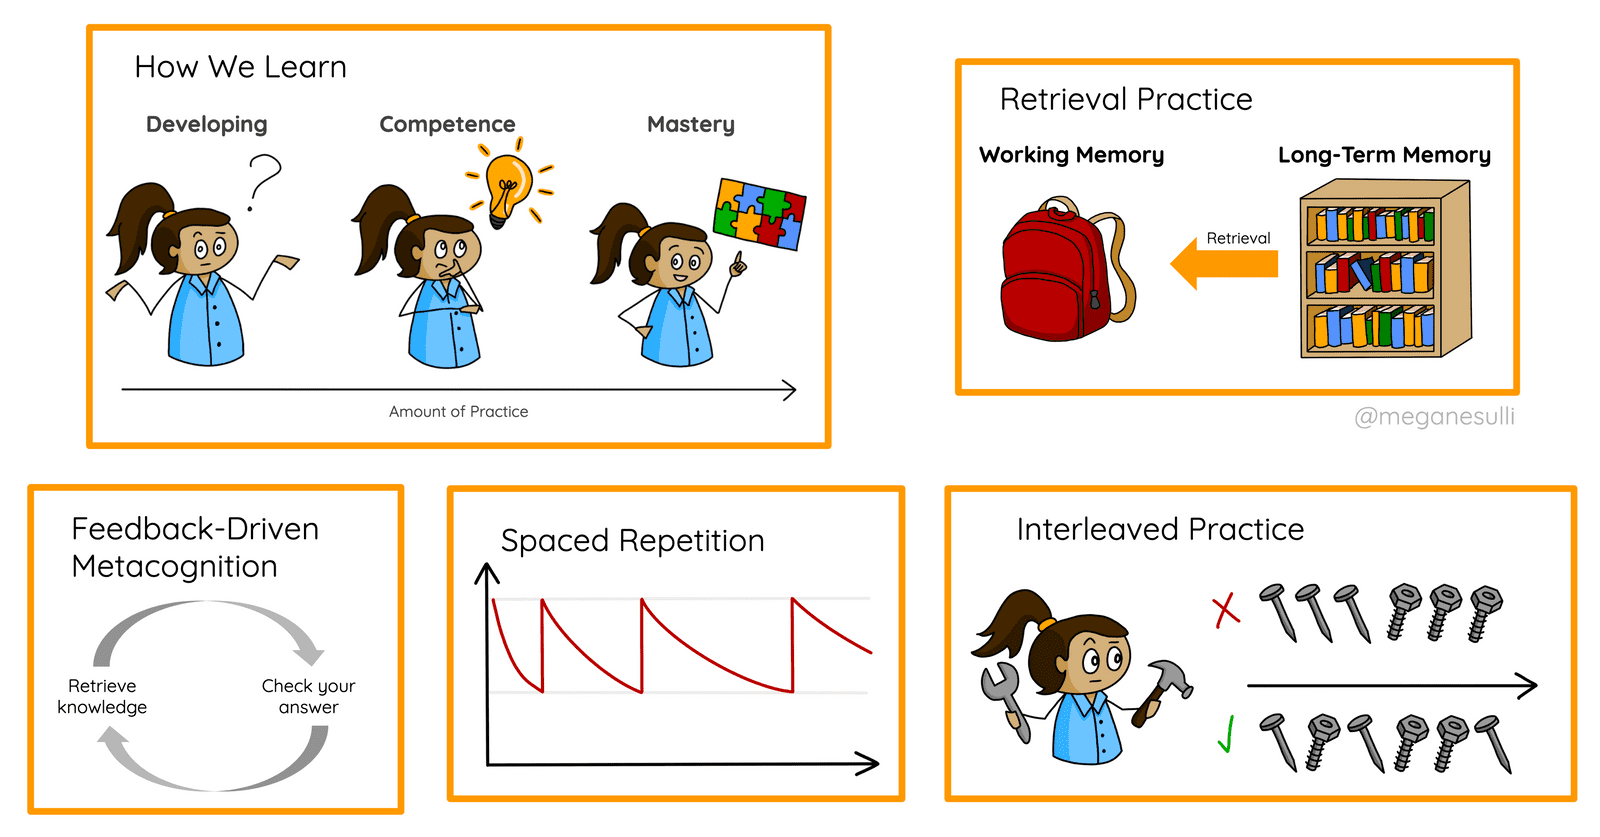 How We Learn
Developing
Competence
Mastery
Amount of Practice
Retrieval Practice
Working Memory
Long-Term Memory
Retrieval
@meganesulli
Feedback-Driven
Metacognition
Retrieve
knowledge
Check your
answer
Spaced Repetition
Interleaved Practice